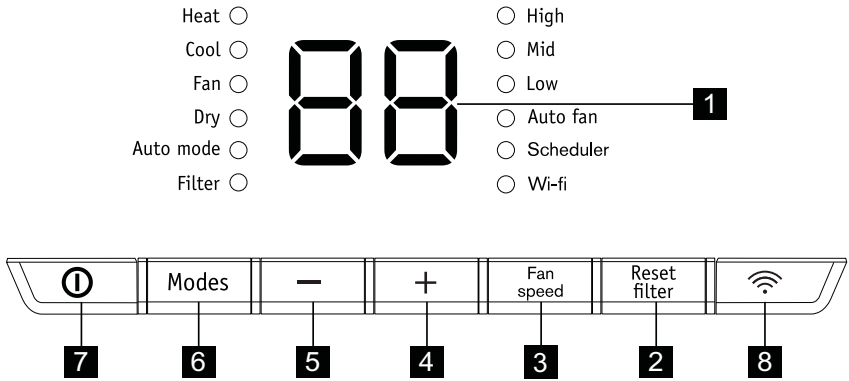 Heat
High
Cool
88
Mid
Fan
Low
1
Dry
Auto fan
Auto mode
Scheduler
Filter
Wi-fi
Modes
−
+
Fan
speed
Reset
filter
7
6
5
4
3
2
8